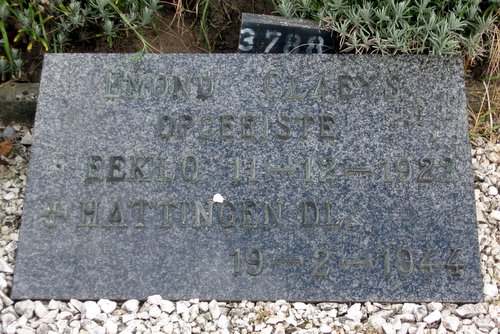 3788
EMOND CLAEYS
OPGEEISTE
* EEKLO 11-12-1922
+ HATTINGEN DL.
19-2-1944